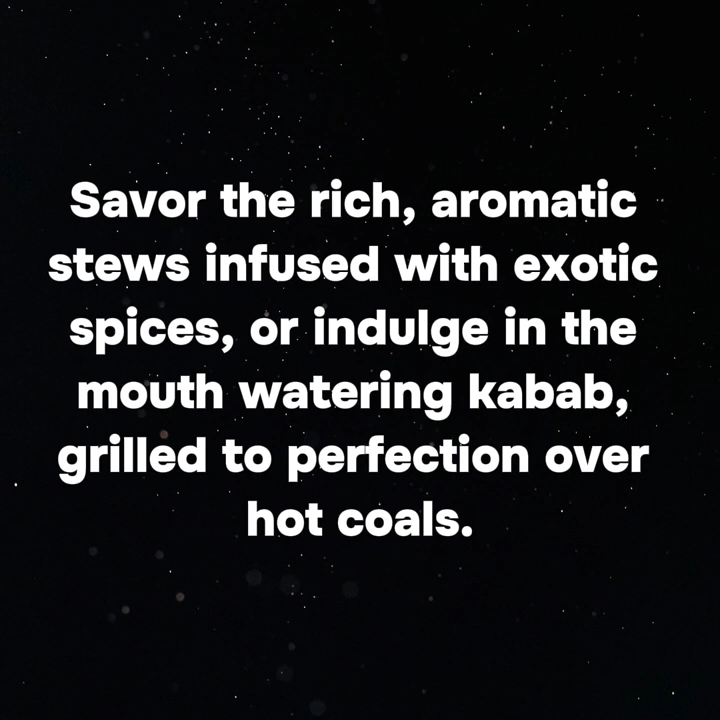 Savor the rich, aromatic
stews infused with exotic
spices, or indulge in the
mouth watering kabab,
grilled to perfection over
hot coals.